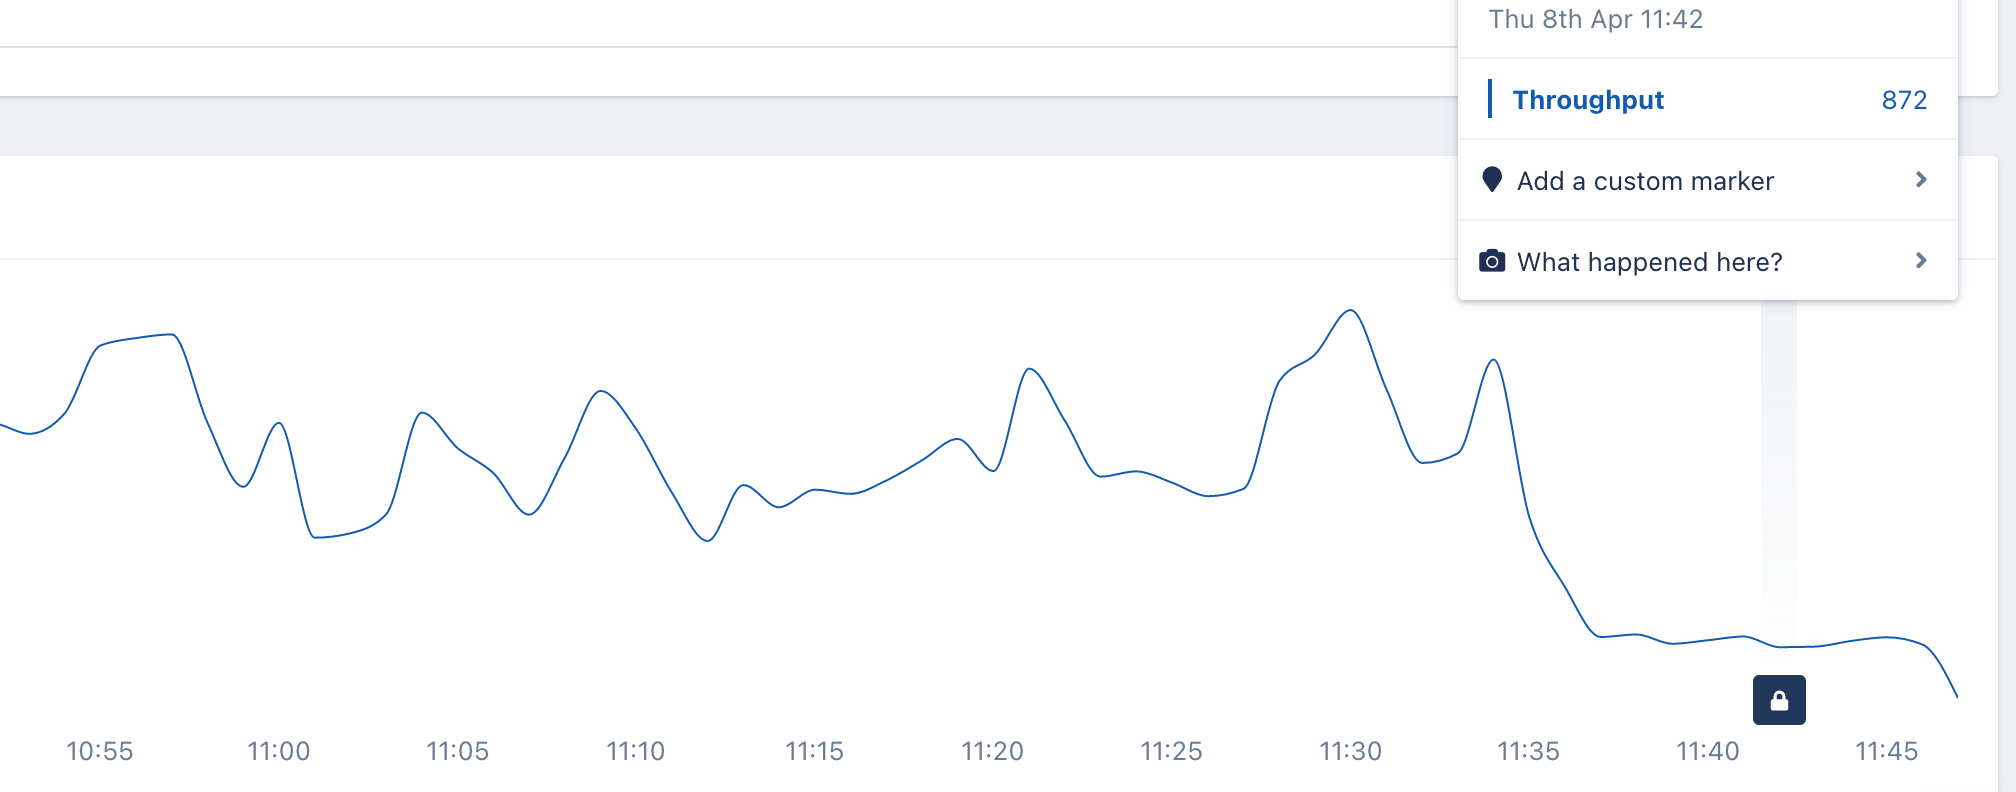 Thu 8th Apr 11:42
Throughput 872
Add a custom marker
What happened here?
10:55 11:00 11:05 11:10 11:15 11:20 11:25 11:30 11:35 11:40 11:45